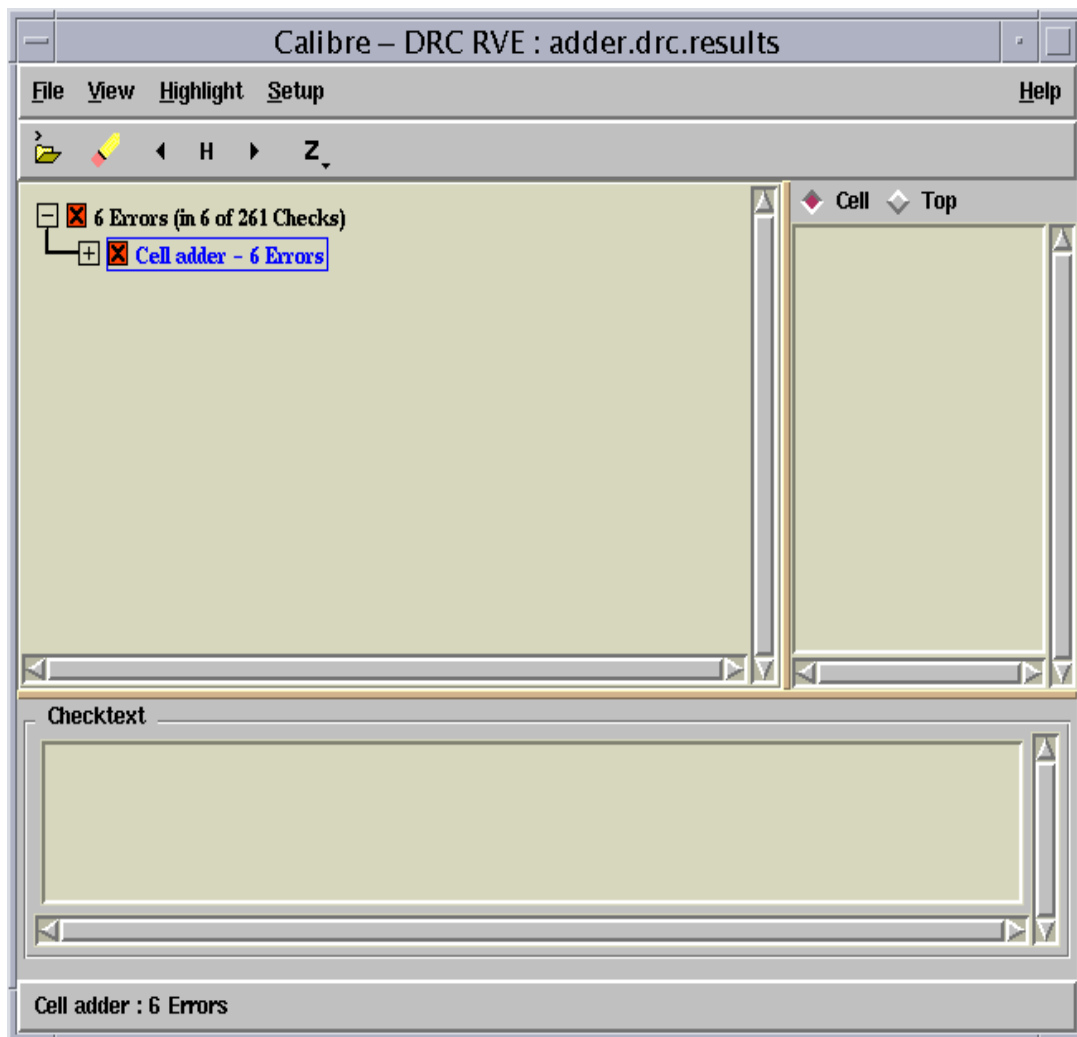 Calibre – DRC RVE : adder.drc.results
File View Highlight Setup Help
H Z
6 Errors (in 6 of 261 Checks)
Cell adder – 6 Errors
Cell Top
Checktext
Cell adder : 6 Errors